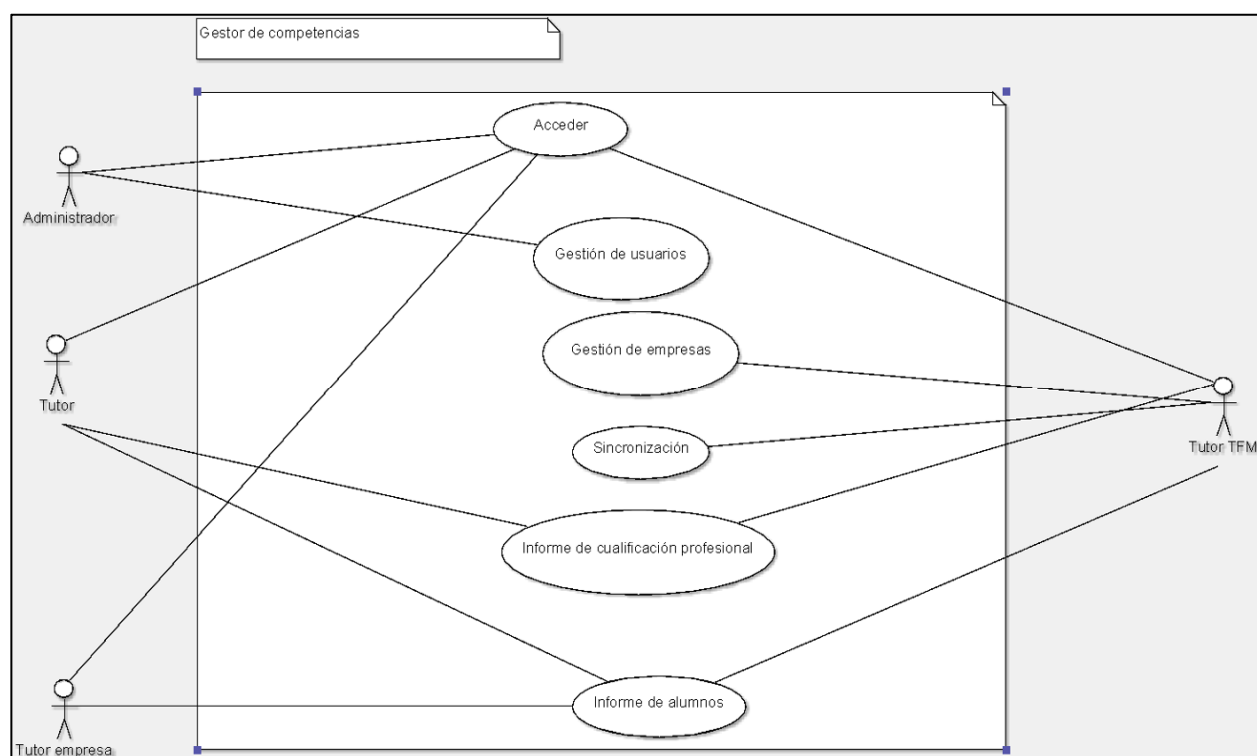 Gestor de competencias
Acceder
Administrador
Gestión de usuarios
Gestión de empresas
Tutor
Sincronización
Tutor TFM
Informe de cualificación profesional
Informe de alumnos
Tutor empresa